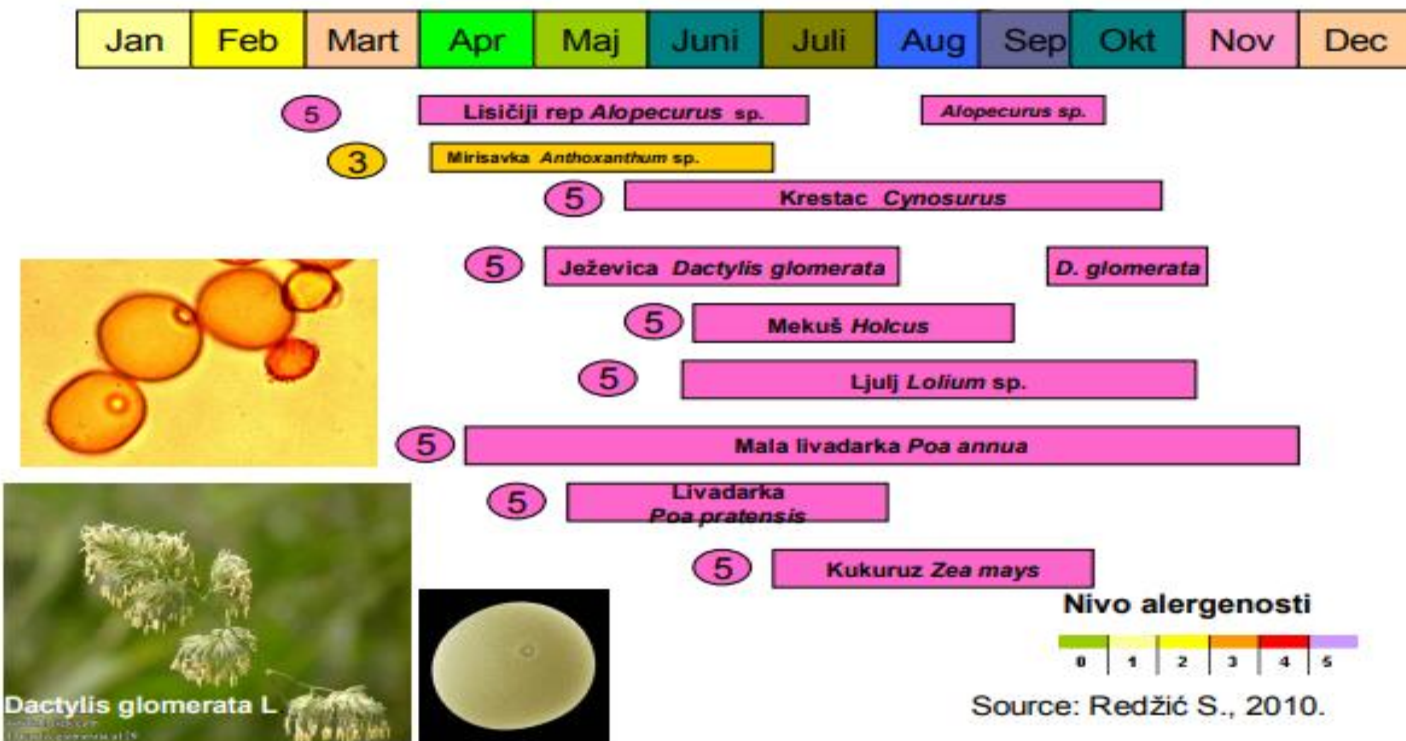 Jan Feb Mart Apr Maj Juni Juli Aug Sep Okt Nov Dec
5 Lisičiji rep Alopecurus sp. Alopecurus sp.
3 Mirisavka Anthoxanthum sp.
5 Krestac Cynosurus
5 Ježevica Dactylis glomerata D. glomerata
5 Mekuš Holcus
5 Ljulj Lolium sp.
5 Mala livadarka Poa annua
5 Livadarka
Poa pratensis
5 Kukuruz Zea mays
Nivo alergenosti
0 1 2 3 4 5
Source: Redžić S., 2010.
Dactylis glomerata L